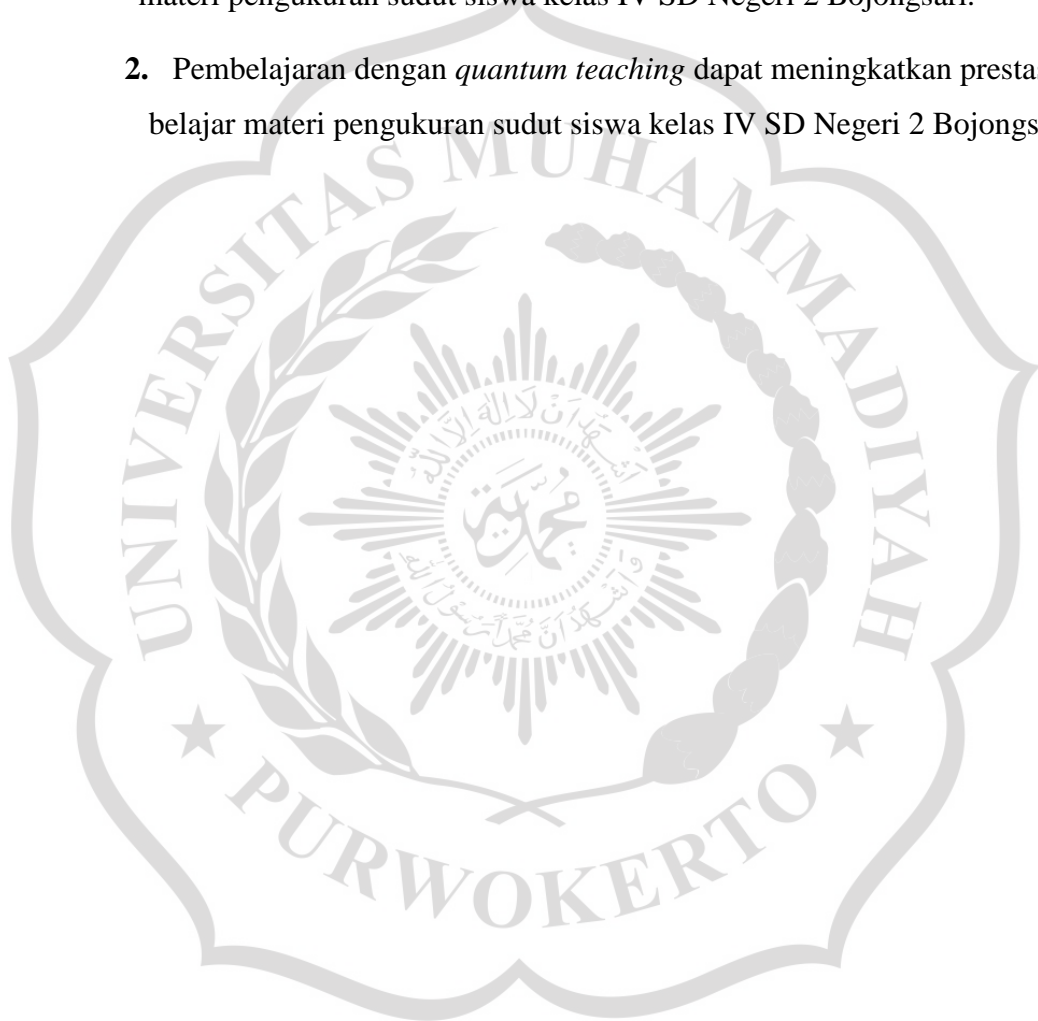 materi pengukuran sudut siswa kelas IV SD Negeri 2 Bojongsari.
2. Pembelajaran dengan quantum teaching dapat meningkatkan presta
belajar materi pengukuran sudut siswa kelas IV SD Negeri 2 Bojongs
UNIVERSITAS MUHAMMADIYAH
PURWOKERTO